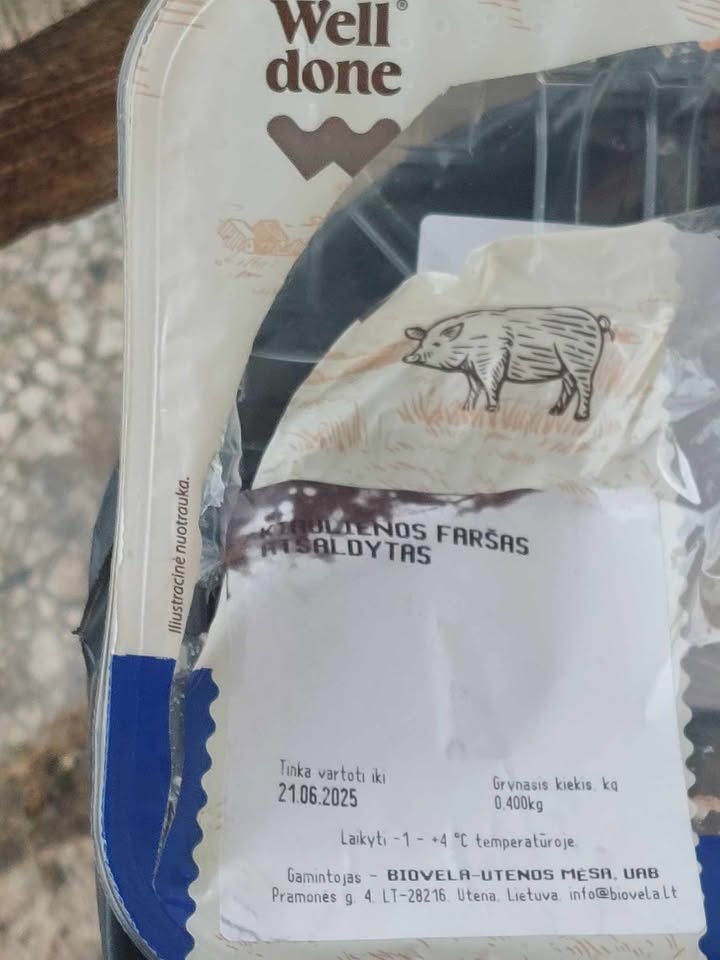 Well®
done
Iliustracinė nuotrauka.
KIAULIENOS FARŠAS
ATŠALDYTAS
Tinka vartoti iki
21.06.2025
Grynasis kiekis. kg
0,400kg
Laikyti -1 - +4 °C temperatūroje.
Gamintojas - BIOVELA-UTENOS MĖSA, UAB
Pramonės g. 4. LT-28216. Utena. Lietuva. info@biovela.lt